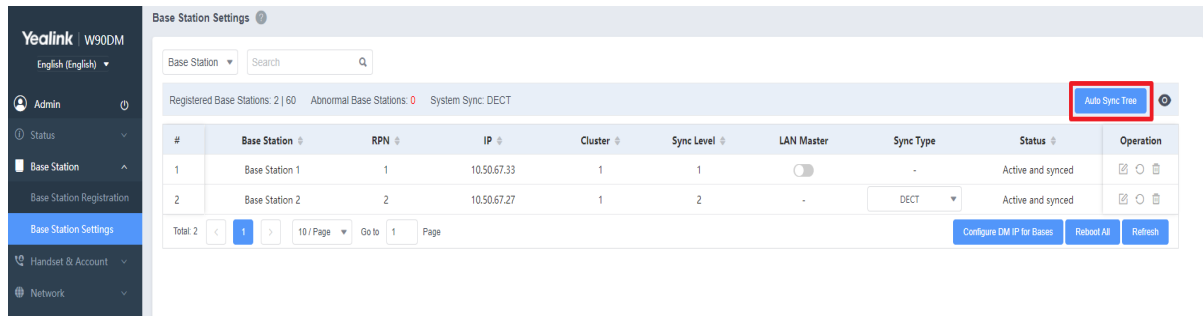 Base Station Settings ?
Yealink | W90DM
English (English)
Admin
Status
Base Station
Base Station Registration
Base Station Settings
Handset & Account
Network
Base Station Search
Registered Base Stations: 2 | 60 Abnormal Base Stations: 0 System Sync: DECT Auto Sync Tree
# Base Station RPN IP Cluster Sync Level LAN Master Sync Type Status Operation
1 Base Station 1 1 10.50.67.33 1 1 - Active and synced
2 Base Station 2 2 10.50.67.27 1 2 - DECT Active and synced
Total: 2 < 1 > 10 / Page Go to 1 Page Configure DM IP for Bases Reboot All Refresh